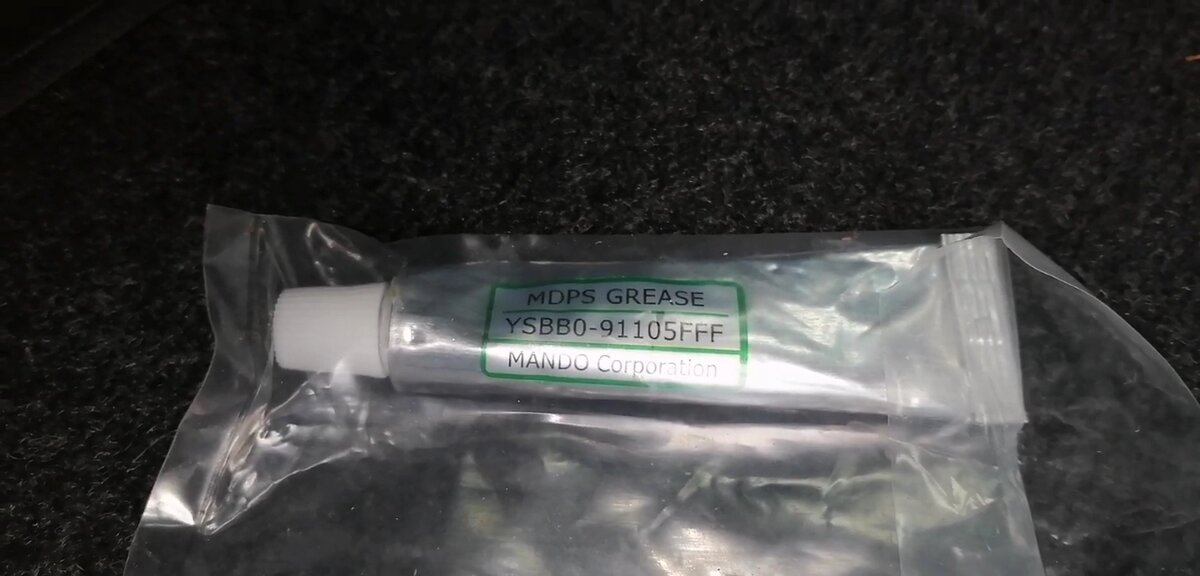 MDPS GREASE
YSBB0-91105FFF
MANDO Corporation